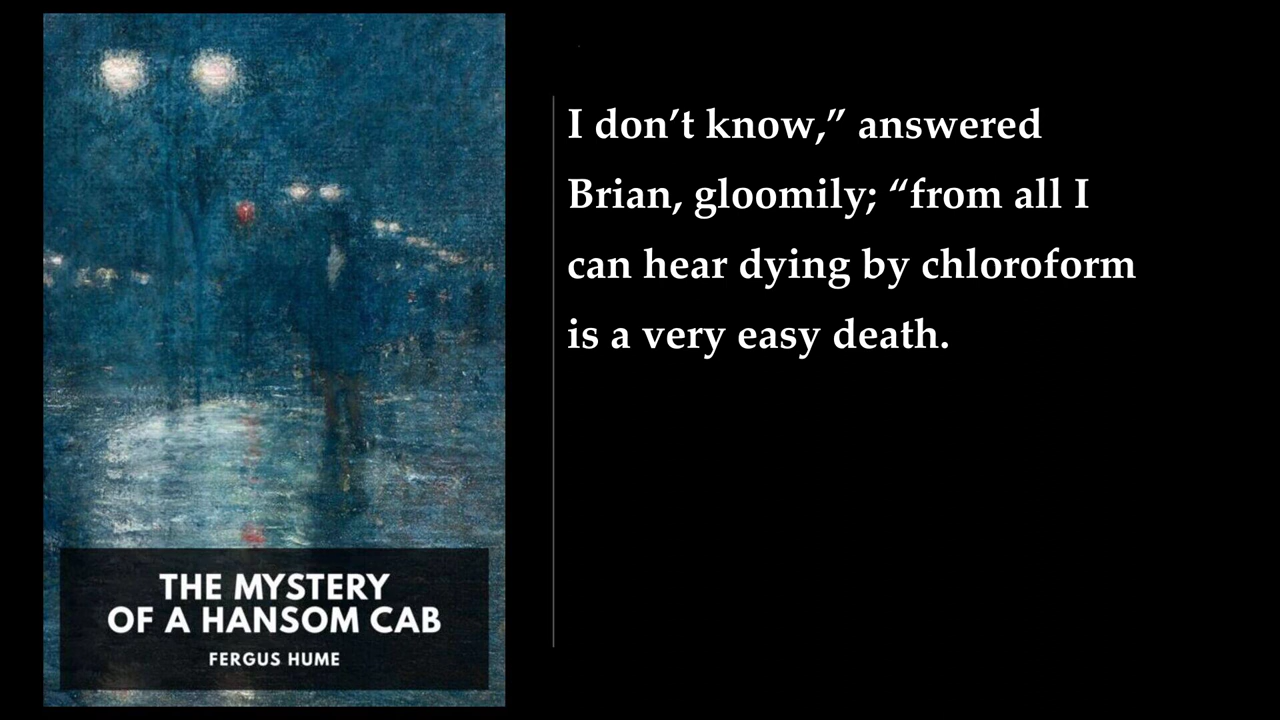 I don’t know,” answered
Brian, gloomily; “from all I
can hear dying by chloroform
is a very easy death.
THE MYSTERY
OF A HANSOM CAB
FERGUS HUME